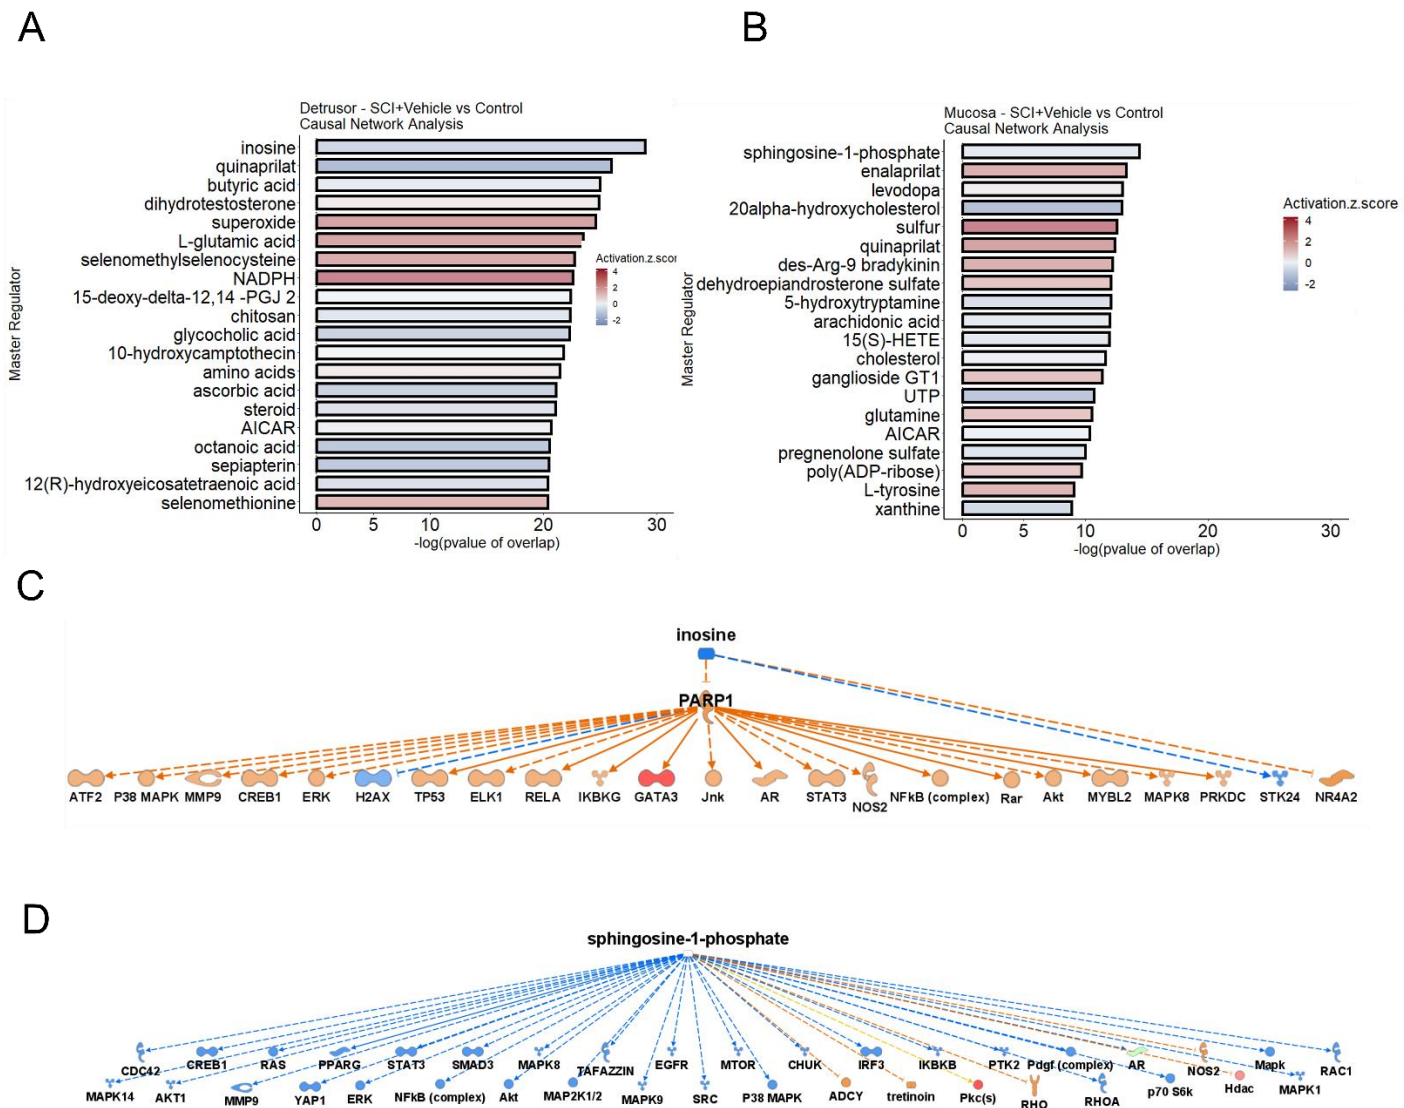 A
B
Detrusor - SCI+Vehicle vs Control
Causal Network Analysis
Master Regulator
inosine
quinaprilat
butyric acid
dihydrotestosterone
superoxide
L-glutamic acid
selenomethylselenocysteine
NADPH
15-deoxy-delta-12,14 -PGJ 2
chitosan
glycocholic acid
10-hydroxycamptothecin
amino acids
ascorbic acid
steroid
AICAR
octanoic acid
sepiapterin
12(R)-hydroxyeicosatetraenoic acid
selenomethionine
0 5 10 20 30
-log(pvalue of overlap)
Activation.z.scor
4
2
0
-2
Mucosa - SCI+Vehicle vs Control
Causal Network Analysis
Master Regulator
sphingosine-1-phosphate
enalaprilat
levodopa
20alpha-hydroxycholesterol
sulfur
quinaprilat
des-Arg-9 bradykinin
dehydroepiandrosterone sulfate
5-hydroxytryptamine
arachidonic acid
15(S)-HETE
cholesterol
ganglioside GT1
UTP
glutamine
AICAR
pregnenolone sulfate
poly(ADP-ribose)
L-tyrosine
xanthine
0 5 10 20 30
-log(pvalue of overlap)
Activation.z.score
4
2
0
-2
C
inosine
PARP1
ATF2 P38 MAPK MMP9 CREB1 ERK H2AX TP53 ELK1 RELA IKBKG GATA3 Jnk AR STAT3 NOS2 NFkB (complex) Rar Akt MYBL2 MAPK8 PRKDC STK24 NR4A2
D
sphingosine-1-phosphate
CDC42 CREB1 RAS PPARG STAT3 SMAD3 MAPK8 TAFAZZIN EGFR MTOR CHUK IRF3 IKBKB PTK2 Pdgf (complex) AR NOS2 Mapk RAC1
MAPK14 AKT1 MMP9 YAP1 ERK NFkB (complex) Akt MAP2K1/2 MAPK9 SRC P38 MAPK ADCY tretinoin Pkc(s) RHO RHOA p70 S6k Hdac MAPK1